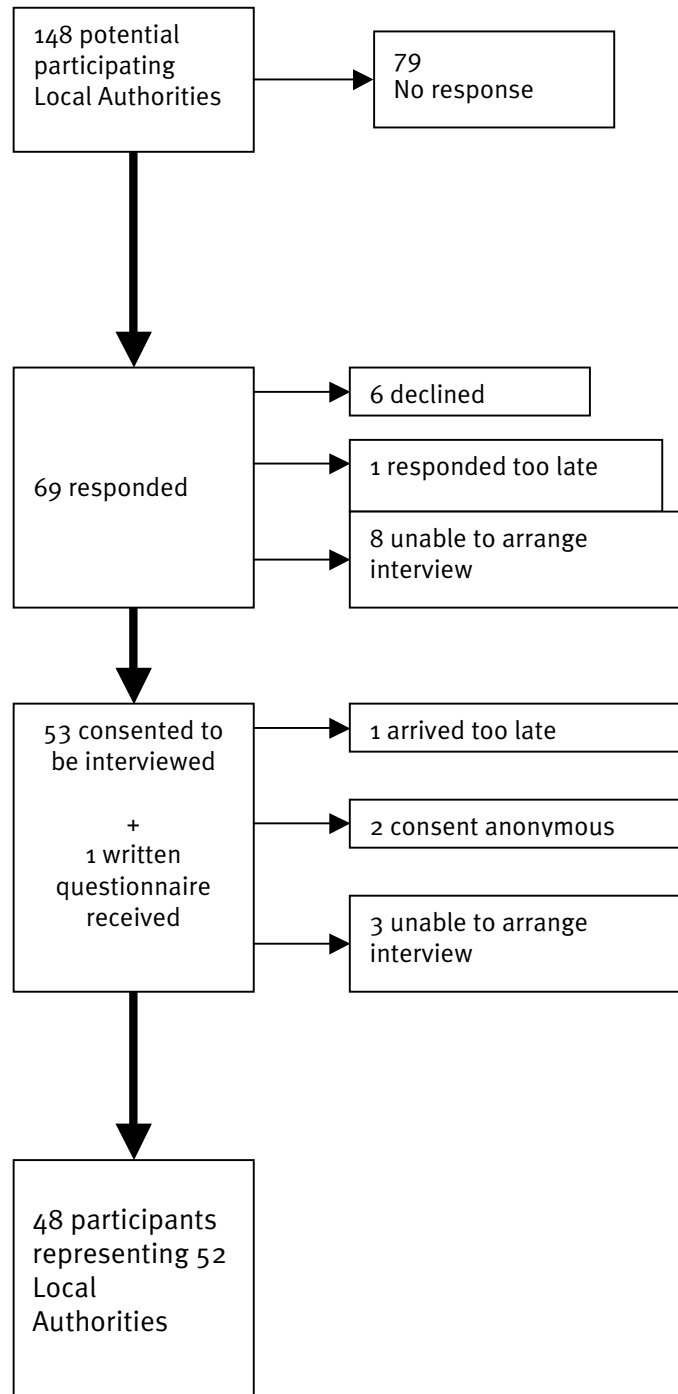 148 potential
participating
Local Authorities
79
No response
69 responded
6 declined
1 responded too late
8 unable to arrange
interview
53 consented to
be interviewed
+
1 written
questionnaire
received
1 arrived too late
2 consent anonymous
3 unable to arrange
interview
48 participants
representing 52
Local
Authorities